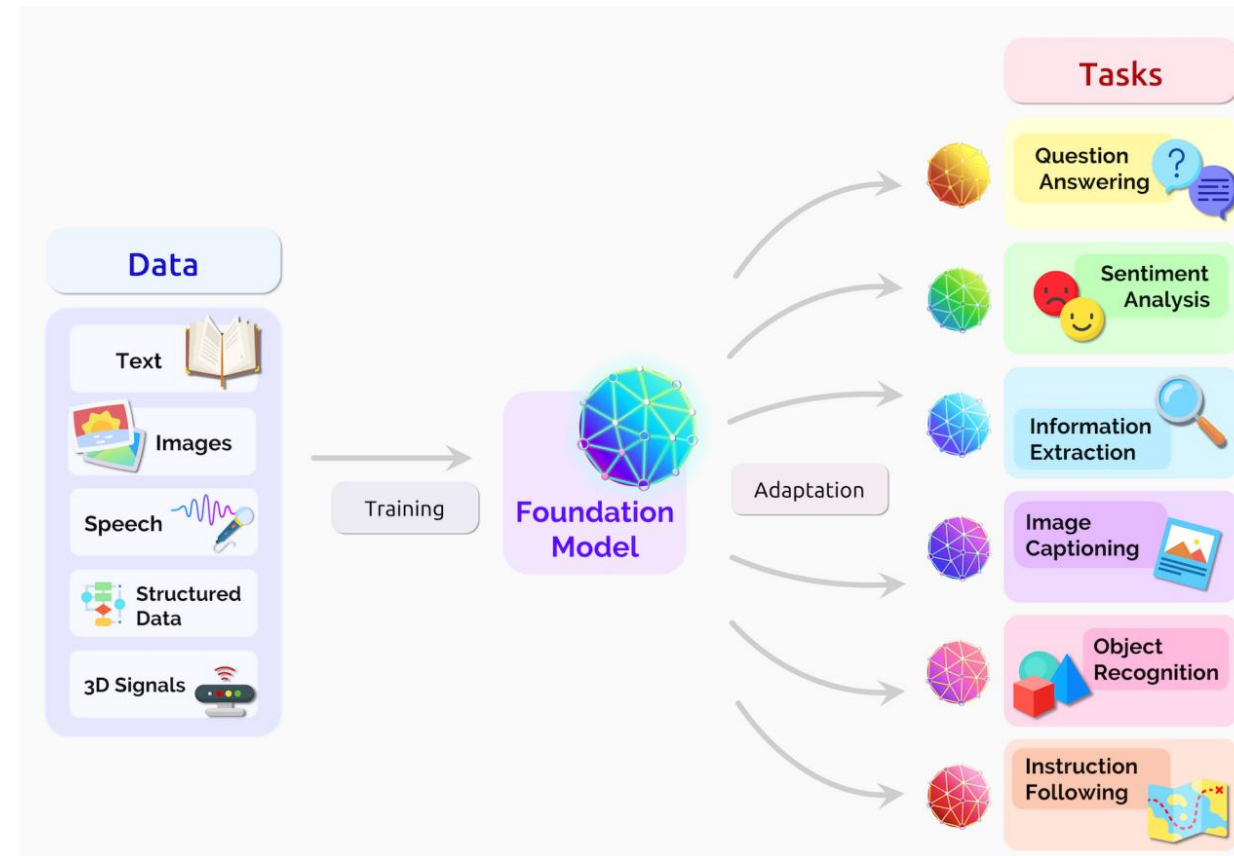 Data
Text
Images
Speech
Structured
Data
3D Signals
Training
Foundation
Model
Adaptation
Tasks
Question
Answering
?
Sentiment
Analysis
Information
Extraction
Image
Captioning
Object
Recognition
Instruction
Following